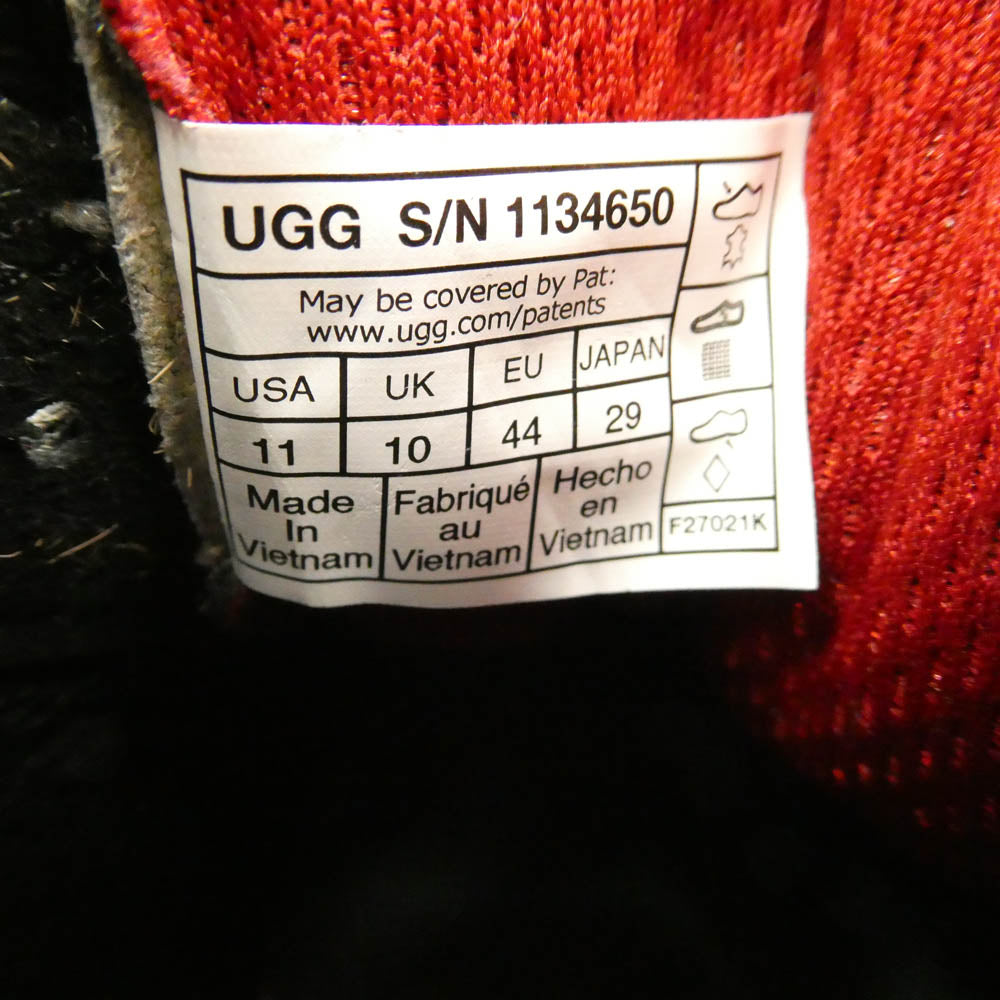 UGG S/N 1134650
May be covered by Pat:
www.ugg.com/patents
USA UK EU JAPAN
11 10 44 29
Made
In
Vietnam
Fabriqué
au
Vietnam
Hecho
en
Vietnam
F27021K